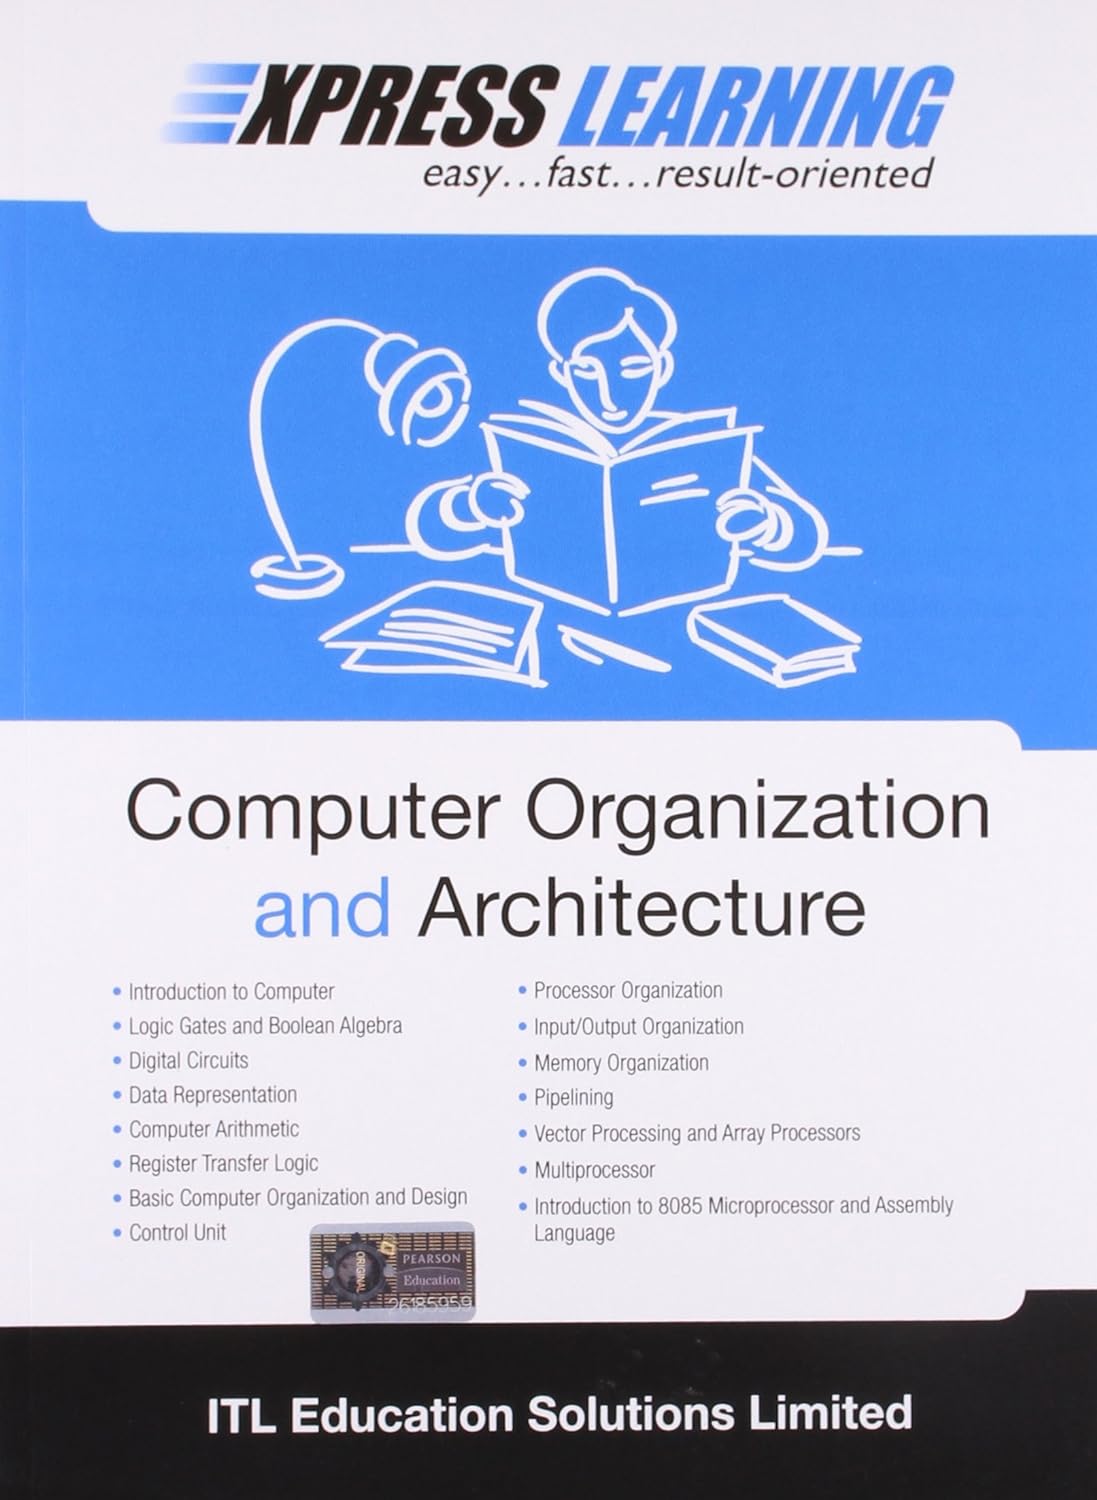 EXPRESS LEARNING
easy...fast...result-oriented
Computer Organization
and Architecture
• Introduction to Computer
• Logic Gates and Boolean Algebra
• Digital Circuits
• Data Representation
• Computer Arithmetic
• Register Transfer Logic
• Basic Computer Organization and Design
• Control Unit
• Processor Organization
• Input/Output Organization
• Memory Organization
• Pipelining
• Vector Processing and Array Processors
• Multiprocessor
• Introduction to 8085 Microprocessor and Assembly
Language
ORIGINAL
PEARSON
Education
26185959
ITL Education Solutions Limited